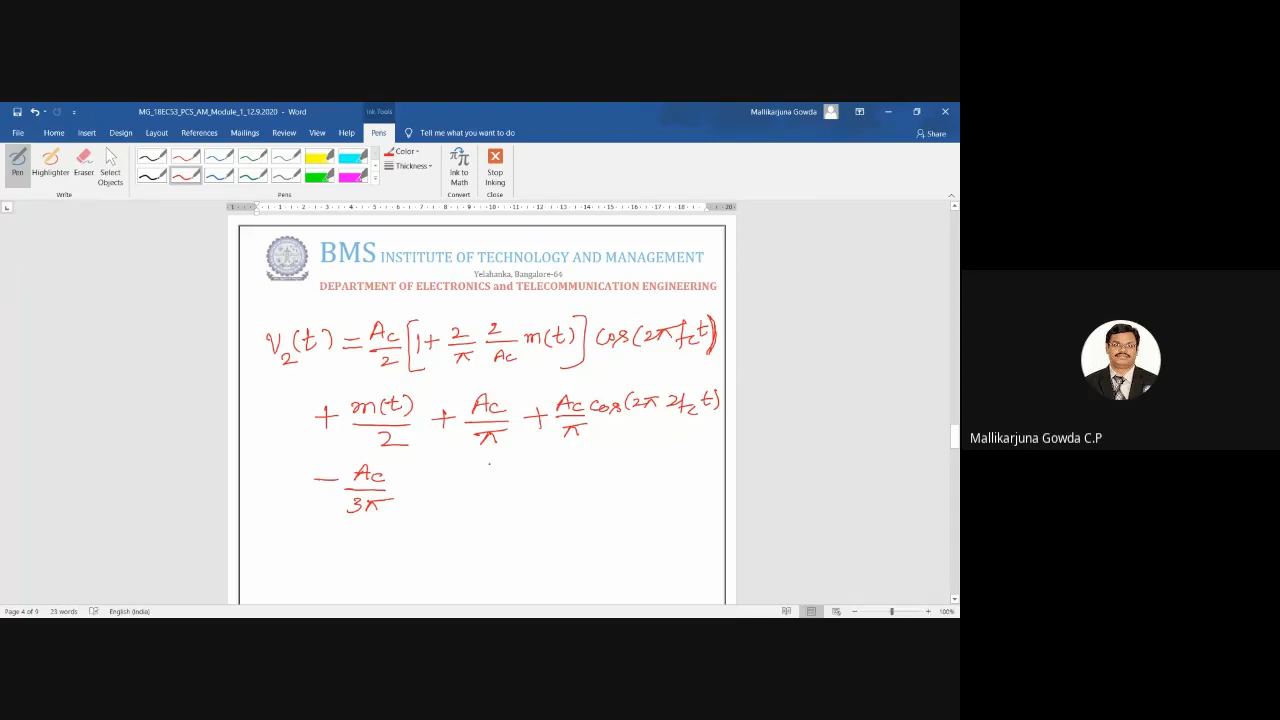 MG_18EC53_PCS_AM_Module_1_12.9.2020 - Word
Ink Tools
Mallikarjuna Gowda
File Home Insert Design Layout References Mailings Review View Help Pens Tell me what you want to do Share
Pen Highlighter Eraser Select Objects
Color
Thickness
Ink to Math
Stop Inking
Write Pens Convert Close
BMS INSTITUTE OF TECHNOLOGY AND MANAGEMENT
Yelahanka, Bangalore-64
DEPARTMENT OF ELECTRONICS and TELECOMMUNICATION ENGINEERING
V₂(t) = Ac/2 [1 + 2/π 2/Ac m(t)] cos(2πfct)
+ m(t)/2 + Ac/π + Ac/π cos(2π 2fc t)
- Ac/3π
Mallikarjuna Gowda C.P
Page 4 of 9 23 words English (India) 100%